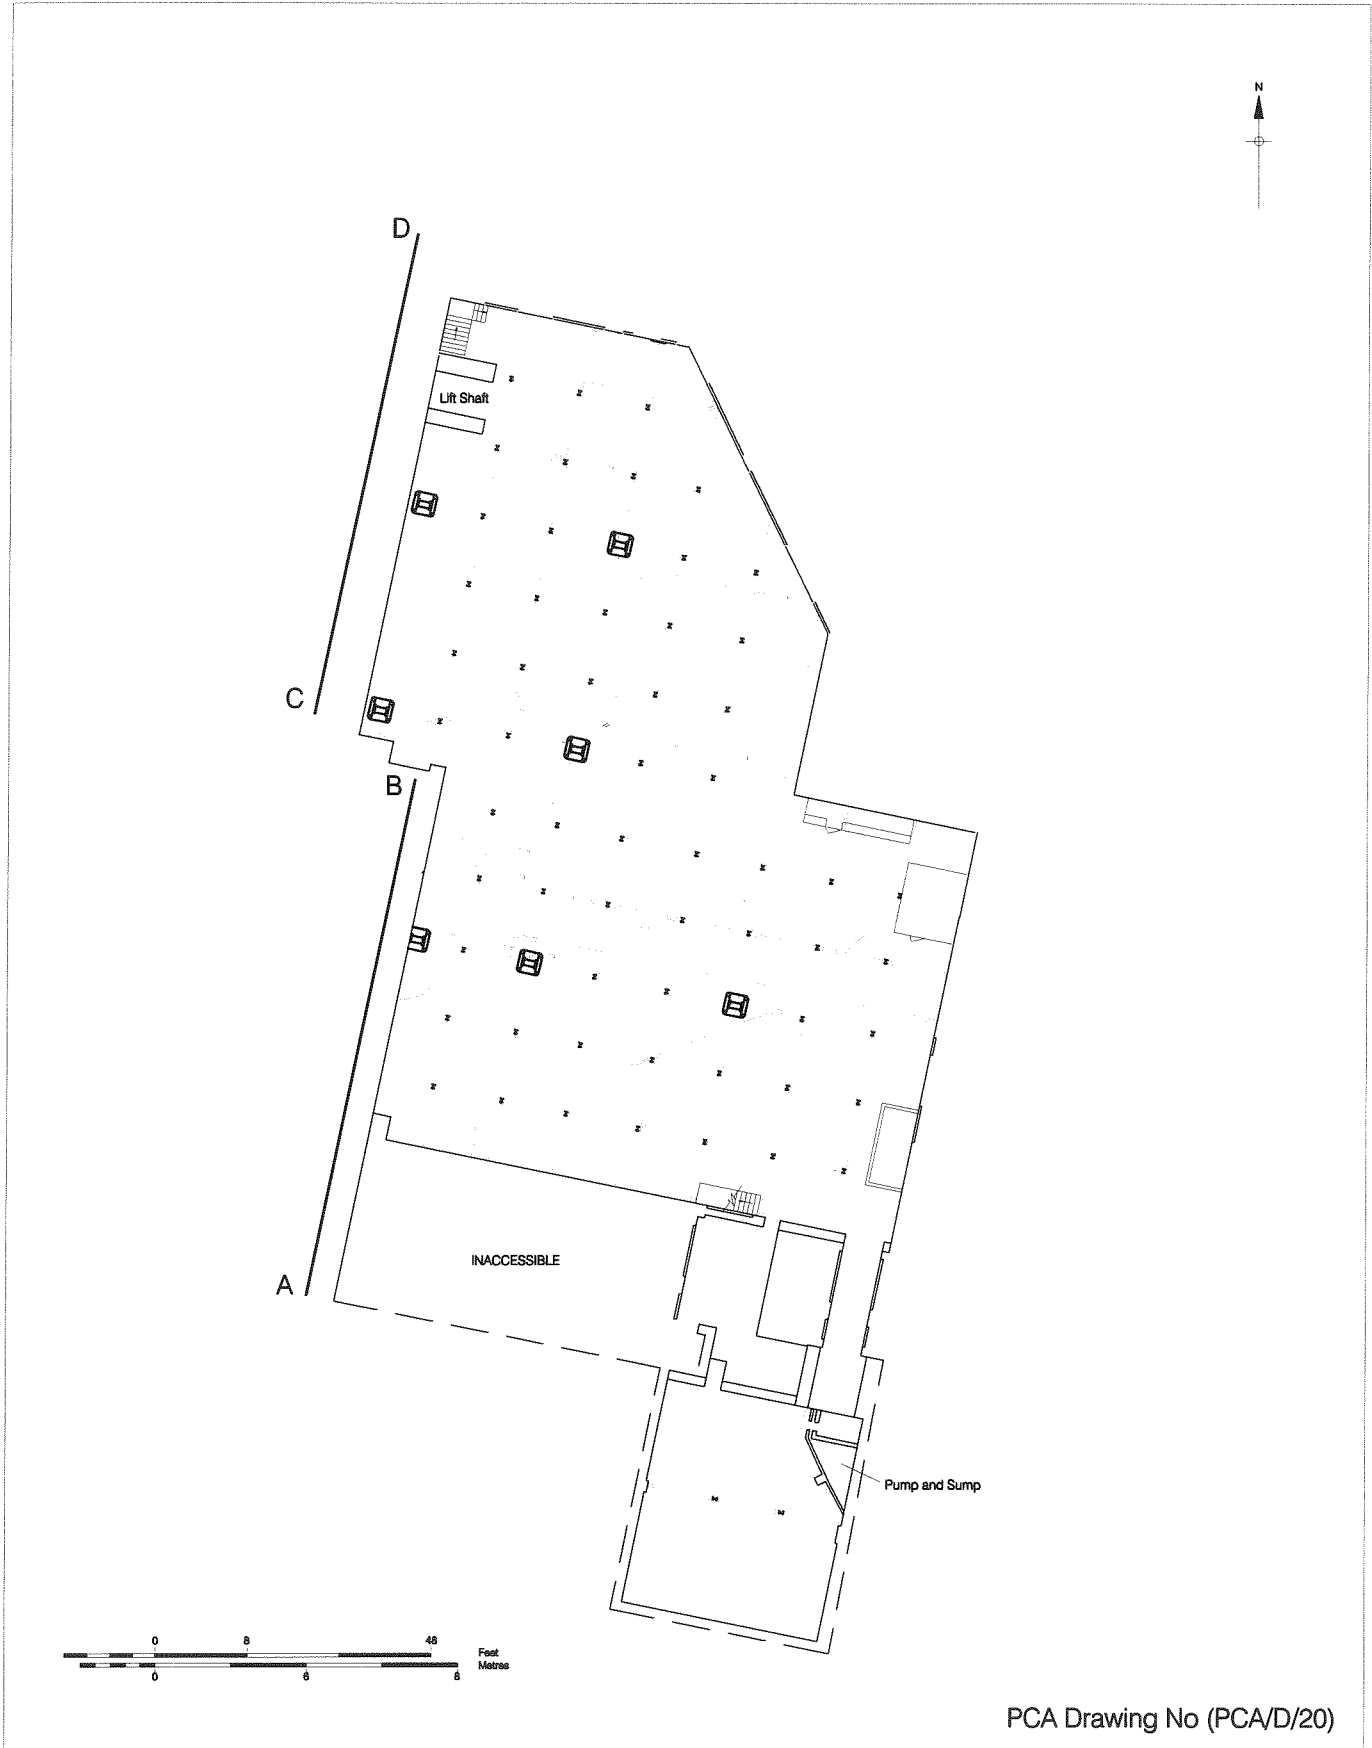 N
D
Lift Shaft
C
B
INACCESSIBLE
A
Pump and Sump
0 8 48
Feet
Metres
0 6 8
PCA Drawing No (PCA/D/20)